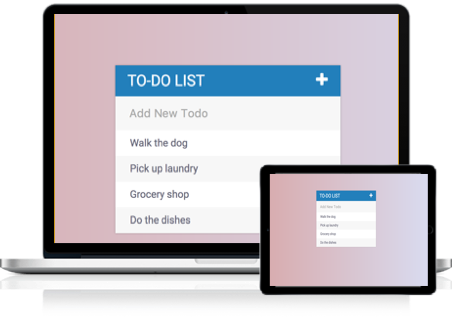 TO-DO LIST +
Add New Todo
Walk the dog
Pick up laundry
Grocery shop
Do the dishes
TO-DO LIST +
Add New Todo
Walk the dog
Pick up laundry
Grocery shop
Do the dishes